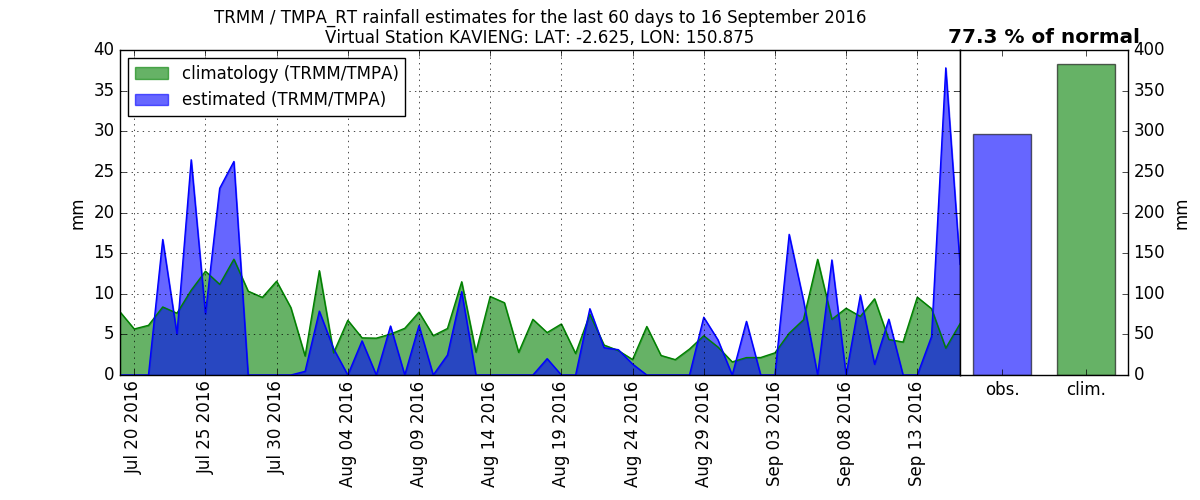 TRMM / TMPA_RT rainfall estimates for the last 60 days to 16 September 2016
Virtual Station KAVIENG: LAT: -2.625, LON: 150.875
77.3 % of normal
climatology (TRMM/TMPA)
estimated (TRMM/TMPA)
mm
40
35
30
25
20
15
10
5
0
Jul 20 2016
Jul 25 2016
Jul 30 2016
Aug 04 2016
Aug 09 2016
Aug 14 2016
Aug 19 2016
Aug 24 2016
Aug 29 2016
Sep 03 2016
Sep 08 2016
Sep 13 2016
obs.
clim.
400
350
300
250
200
150
100
50
0
mm